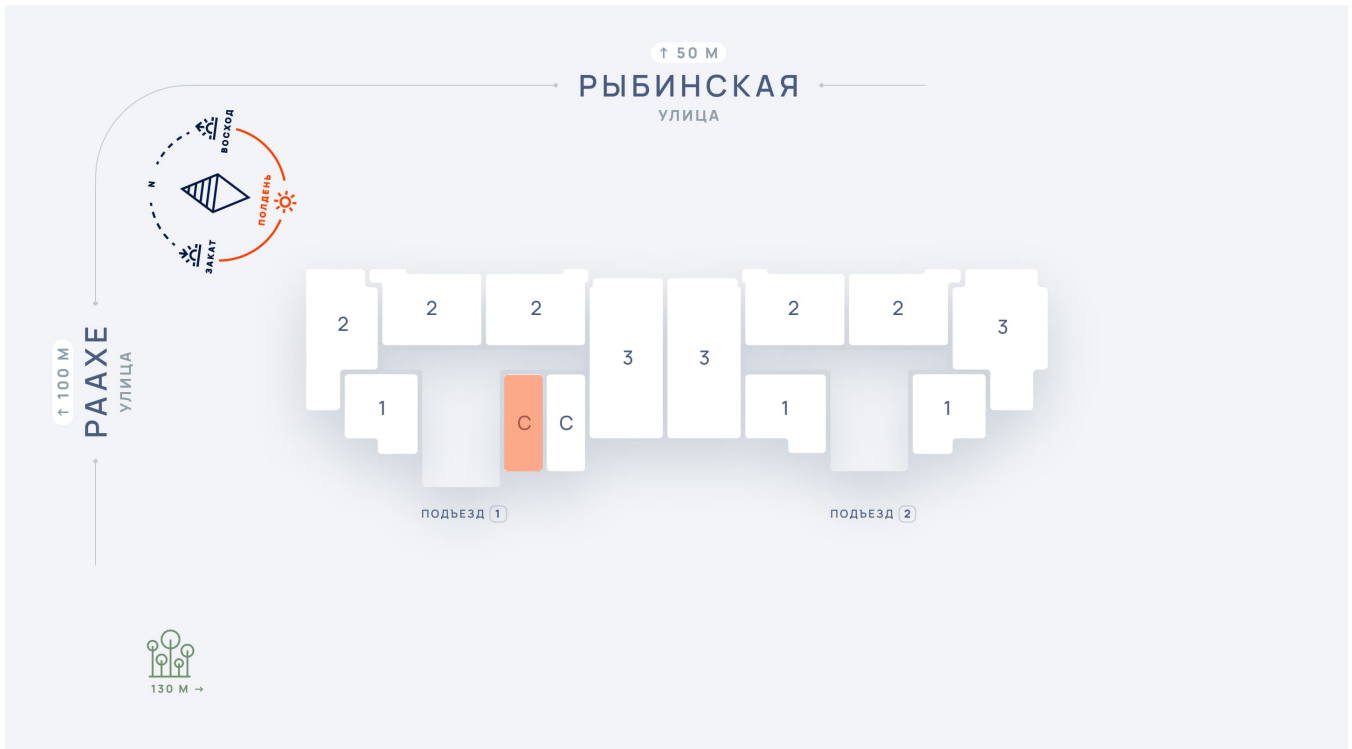 ↑ 50 М
РЫБИНСКАЯ
УЛИЦА
ВОСХОД
N
ПОЛДЕНЬ
ЗАКАТ
↑ 100 М
РААХЕ
УЛИЦА
2 2 2 3 3 2 2 3
1 С С 1 1
ПОДЪЕЗД 1 ПОДЪЕЗД 2
130 М →